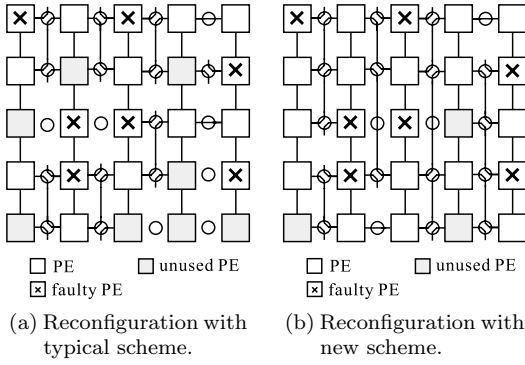 PE
unused PE
faulty PE
PE
unused PE
faulty PE
(a) Reconfiguration with
typical scheme.
(b) Reconfiguration with
new scheme.